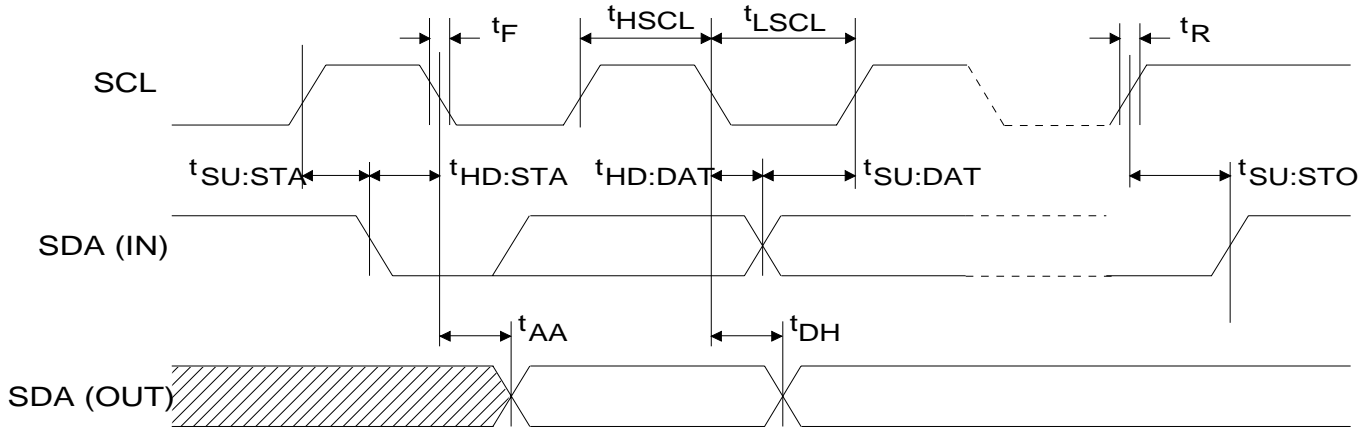 tF
tHSCL
tLSCL
tR
SCL
tSU:STA
tHD:STA
tHD:DAT
tSU:DAT
tSU:STO
SDA (IN)
tAA
tDH
SDA (OUT)